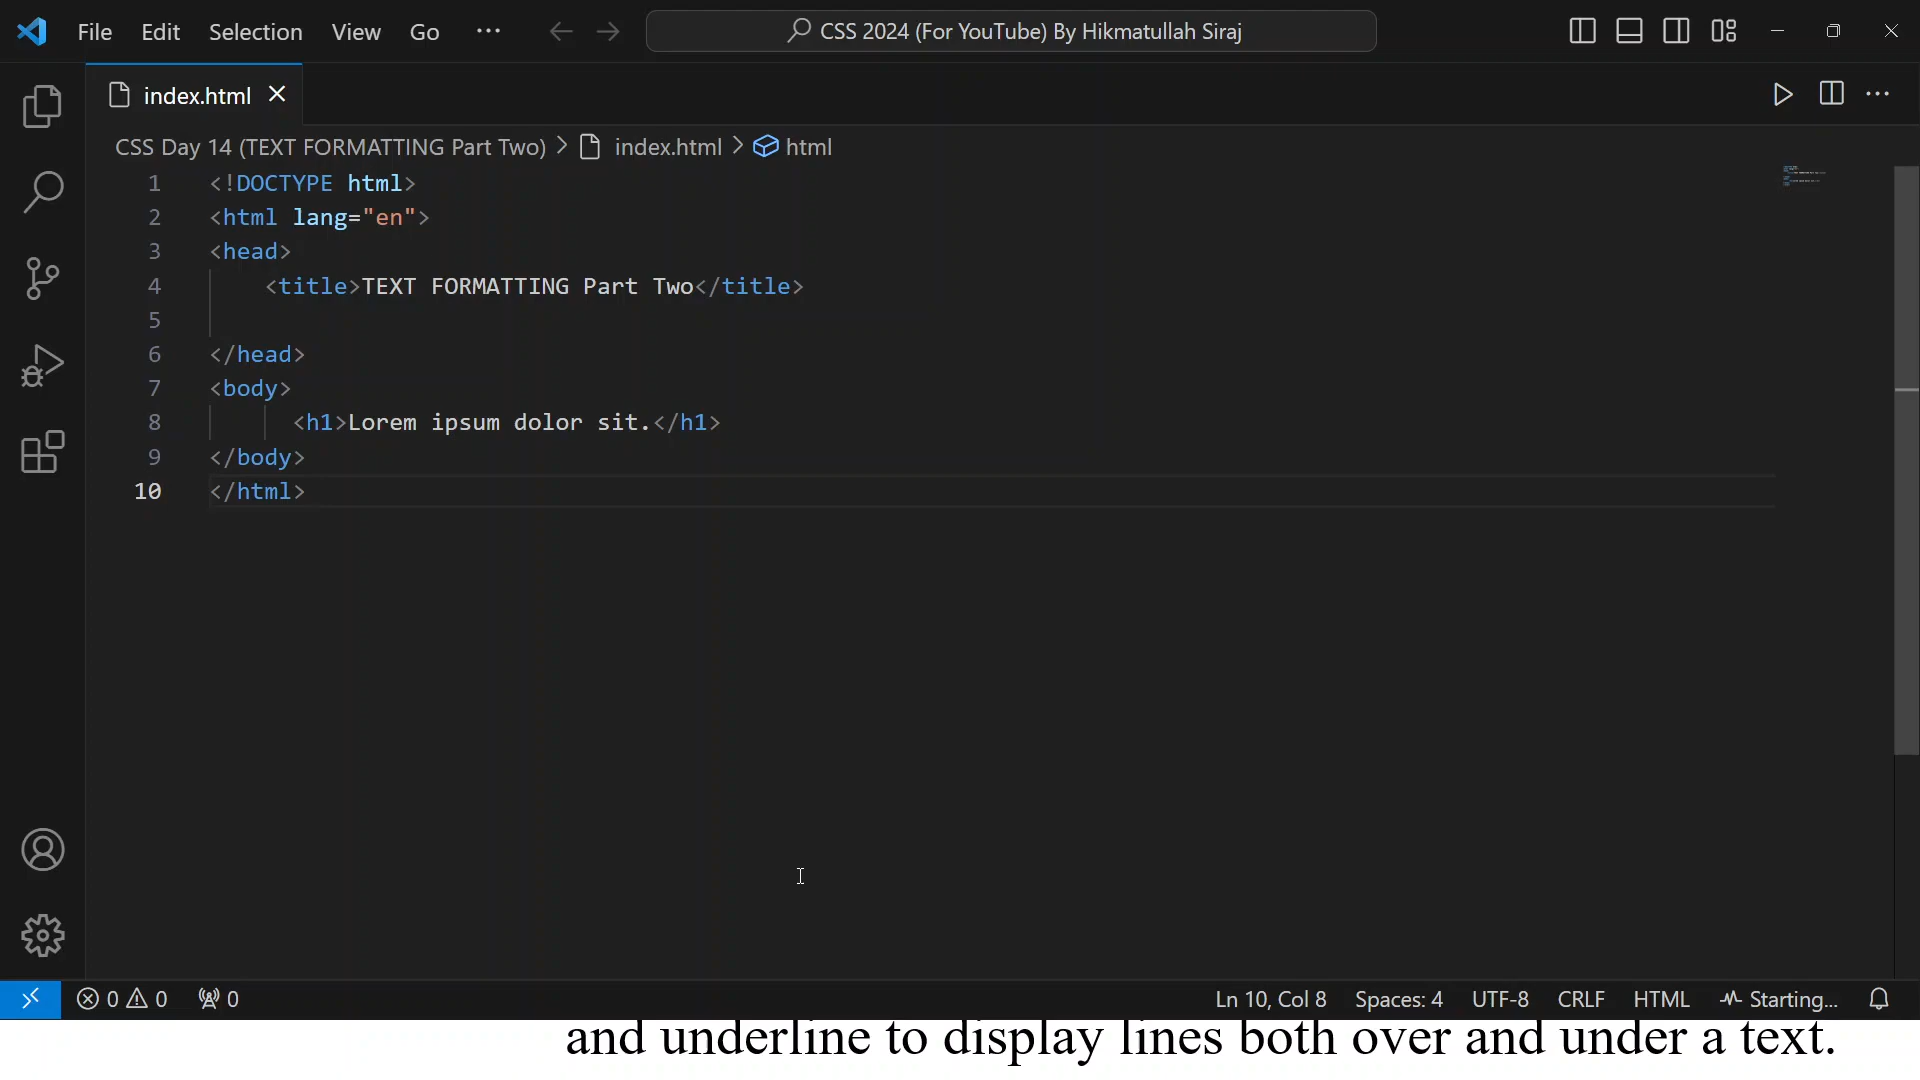 File Edit Selection View Go ··· CSS 2024 (For YouTube) By Hikmatullah Siraj
index.html
CSS Day 14 (TEXT FORMATTING Part Two) > index.html > html
1 <!DOCTYPE html>
2 <html lang="en">
3 <head>
4 <title>TEXT FORMATTING Part Two</title>
5
6 </head>
7 <body>
8 <h1>Lorem ipsum dolor sit.</h1>
9 </body>
10 </html>
0 0 0 Ln 10, Col 8 Spaces: 4 UTF-8 CRLF HTML Starting...
and underline to display lines both over and under a text.